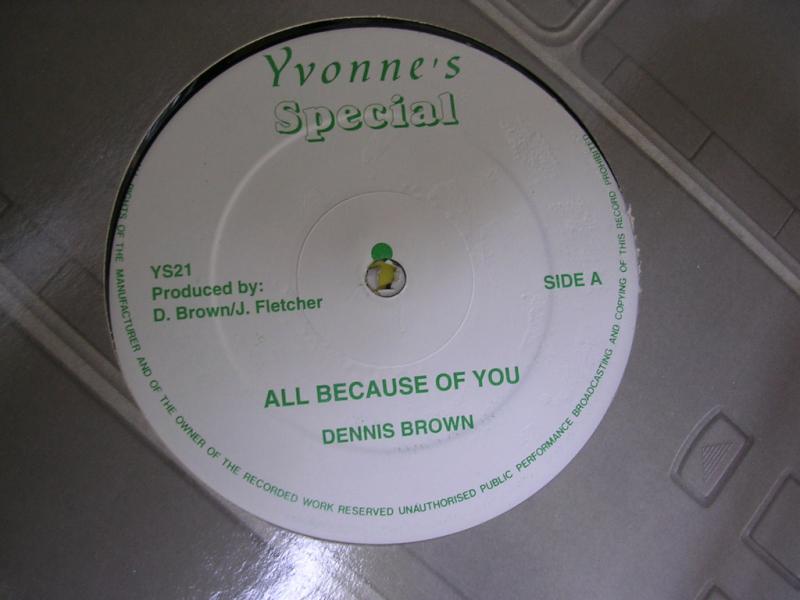 Yvonne's
Special
YS21
Produced by:
D. Brown/J. Fletcher
SIDE A
ALL BECAUSE OF YOU
DENNIS BROWN
RIGHTS OF THE MANUFACTURER AND OF THE OWNER OF THE RECORDED WORK RESERVED UNAUTHORISED PUBLIC PERFORMANCE BROADCASTING AND COPYING OF THIS RECORD PROHIBITED